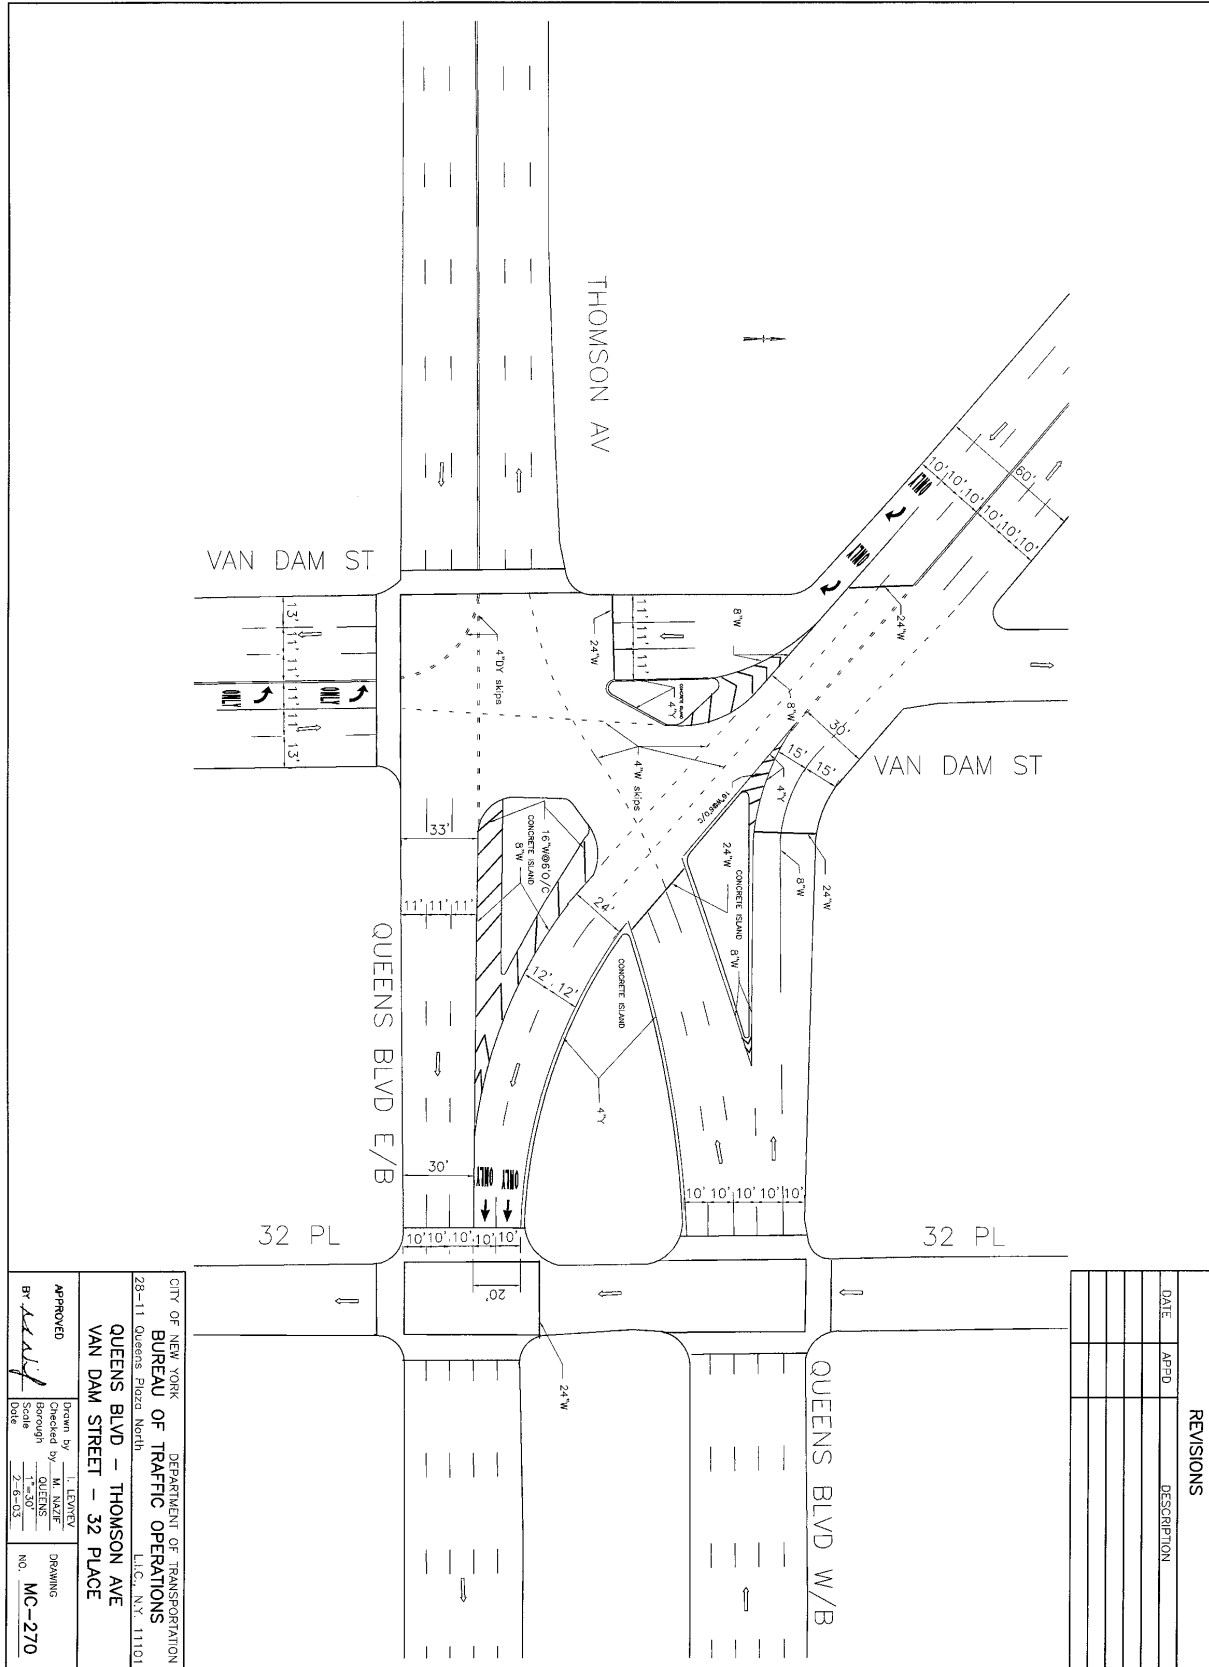 THOMSON AV
VAN DAM ST
60'
10' 10' 10' 10' 10' 10'
ONLY
ONLY
24"W
8"W
11' 11' 11'
24"W
4"DY skips
CONCRETE ISLAND
4"Y
8"W
13' 11' 11' 11' 11' 13'
ONLY ONLY
30'
15' 15'
4"Y
VAN DAM ST
4"W skips
16"W@6'O/C
24"W
CONCRETE ISLAND
8"W
8"W
24"W
33'
16"W@6'O/C
CONCRETE ISLAND
8"W
24'
11' 11' 11'
12' 12'
CONCRETE ISLAND
4"Y
QUEENS BLVD E/B
30'
ONLY ONLY
10' 10' 10' 10' 10'
10' 10' 10' 10' 10'
32 PL
32 PL
20'
24"W
QUEENS BLVD W/B
REVISIONS
DATE APPD DESCRIPTION
CITY OF NEW YORK DEPARTMENT OF TRANSPORTATION
BUREAU OF TRAFFIC OPERATIONS
28-11 Queens Plaza North L.I.C., N.Y. 11101
QUEENS BLVD - THOMSON AVE
VAN DAM STREET - 32 PLACE
APPROVED
BY
Drawn by I. LEVIYEV
Checked by M. NAZIF
Borough QUEENS
Scale 1"=30'
Date 2-6-03
DRAWING
NO. MC-270